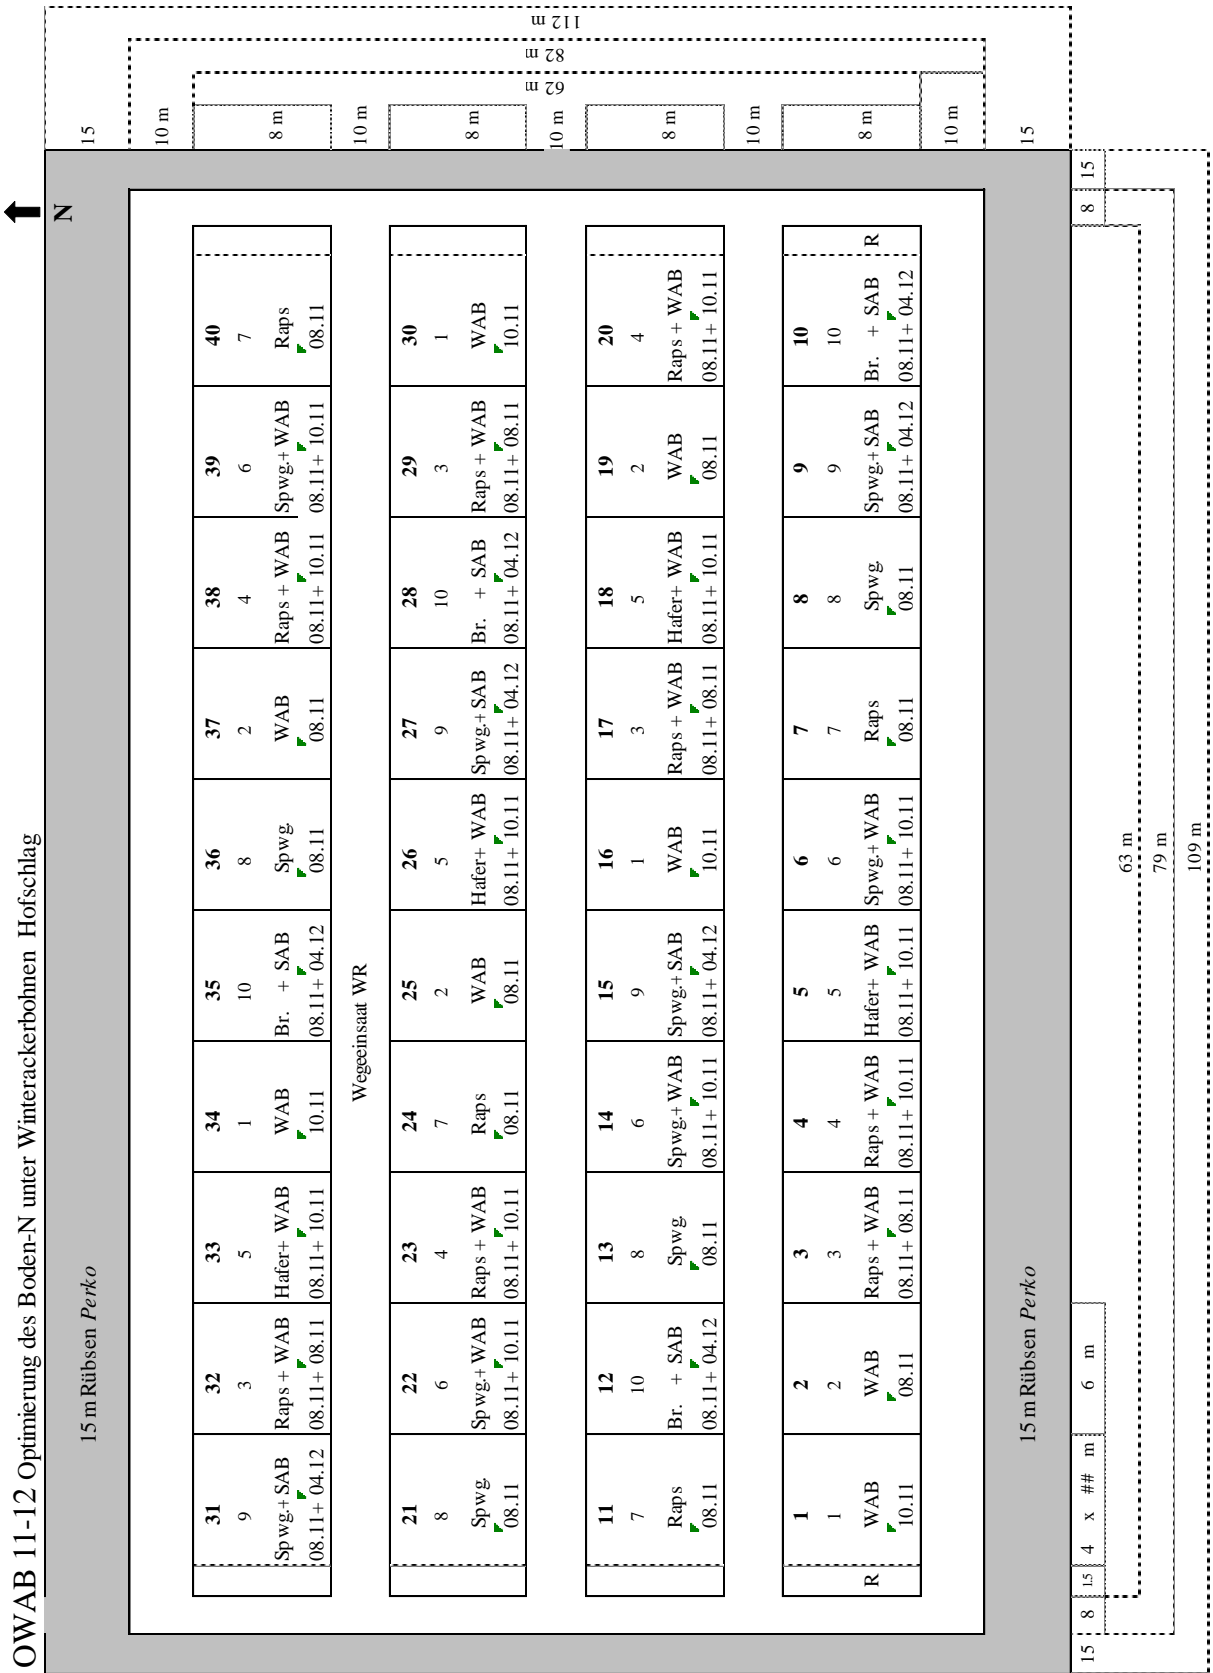 OWAB 11-12 Optimierung des Boden-N unter Winterackerbohnen Hofschlag
N
15 m Rübsen Perko
31 32 33 34 35 36 37 38 39 40
9 3 5 1 10 8 2 4 6 7
Spwg.+ SAB Raps + WAB Hafer+ WAB WAB Br. + SAB Spwg. WAB Raps + WAB Spwg.+ WAB Raps
08.11+ 04.12 08.11+ 08.11 08.11+ 10.11 10.11 08.11+ 04.12 08.11 08.11 08.11+ 10.11 08.11+ 10.11 08.11
Wegeeinsaat WR
21 22 23 24 25 26 27 28 29 30
8 6 4 7 2 5 9 10 3 1
Spwg. Spwg.+ WAB Raps + WAB Raps WAB Hafer+ WAB Spwg.+ SAB Br. + SAB Raps + WAB WAB
08.11 08.11+ 10.11 08.11+ 10.11 08.11 08.11 08.11+ 10.11 08.11+ 04.12 08.11+ 04.12 08.11+ 08.11 10.11
11 12 13 14 15 16 17 18 19 20
7 10 8 6 9 1 3 5 2 4
Raps Br. + SAB Spwg. Spwg.+ WAB Spwg.+ SAB WAB Raps + WAB Hafer+ WAB WAB Raps + WAB
08.11 08.11+ 04.12 08.11 08.11+ 10.11 08.11+ 04.12 10.11 08.11+ 08.11 08.11+ 10.11 08.11 08.11+ 10.11
1 2 3 4 5 6 7 8 9 10
1 2 3 4 5 6 7 8 9 10
R WAB WAB Raps + WAB Raps + WAB Hafer+ WAB Spwg.+ WAB Raps Spwg. Spwg.+ SAB Br. + SAB R
10.11 08.11 08.11+ 08.11 08.11+ 10.11 08.11+ 10.11 08.11+ 10.11 08.11 08.11 08.11+ 04.12 08.11+ 04.12
15 m Rübsen Perko
15 8 1.5 4 x ## m 6 m 8 15
63 m
79 m
109 m
15
10 m
8 m
10 m
8 m
10 m
8 m
10 m
8 m
10 m
15
62 m
82 m
112 m